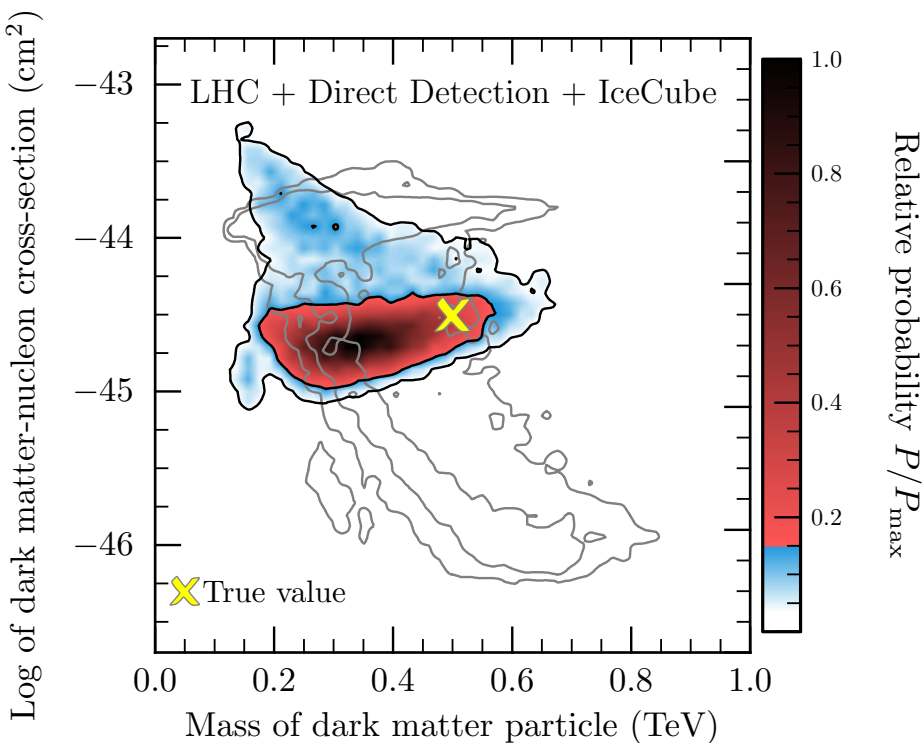 LHC + Direct Detection + IceCube
Log of dark matter-nucleon cross-section (cm²)
−43
−44
−45
−46
True value
0.0 0.2 0.4 0.6 0.8 1.0
Mass of dark matter particle (TeV)
1.0
0.8
0.6
0.4
0.2
Relative probability P/Pmax